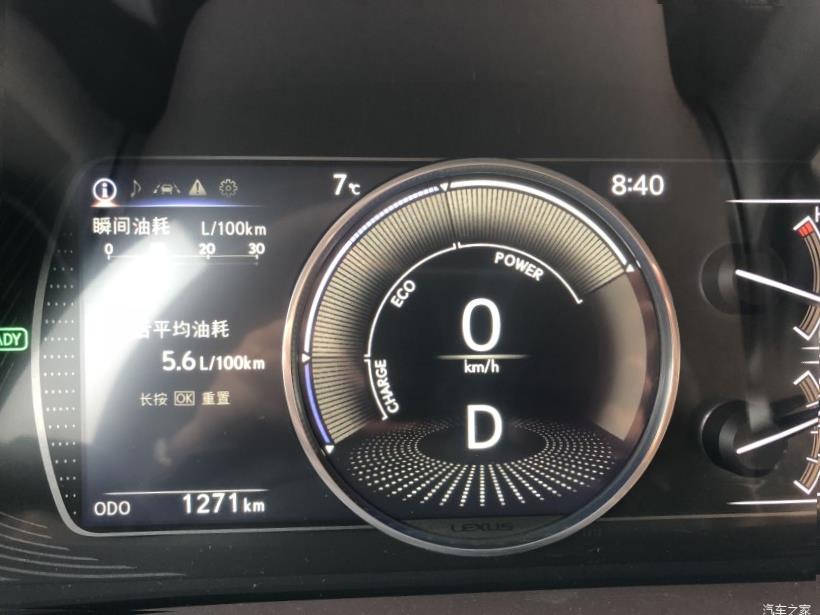 7℃
8:40
瞬间油耗 L/100km
0 20 30
平均油耗
5.6 L/100km
长按 OK 重置
ODO 1271 km
CHARGE
ECO
POWER
0
km/h
D
LEXUS
ADY
H
汽车之家